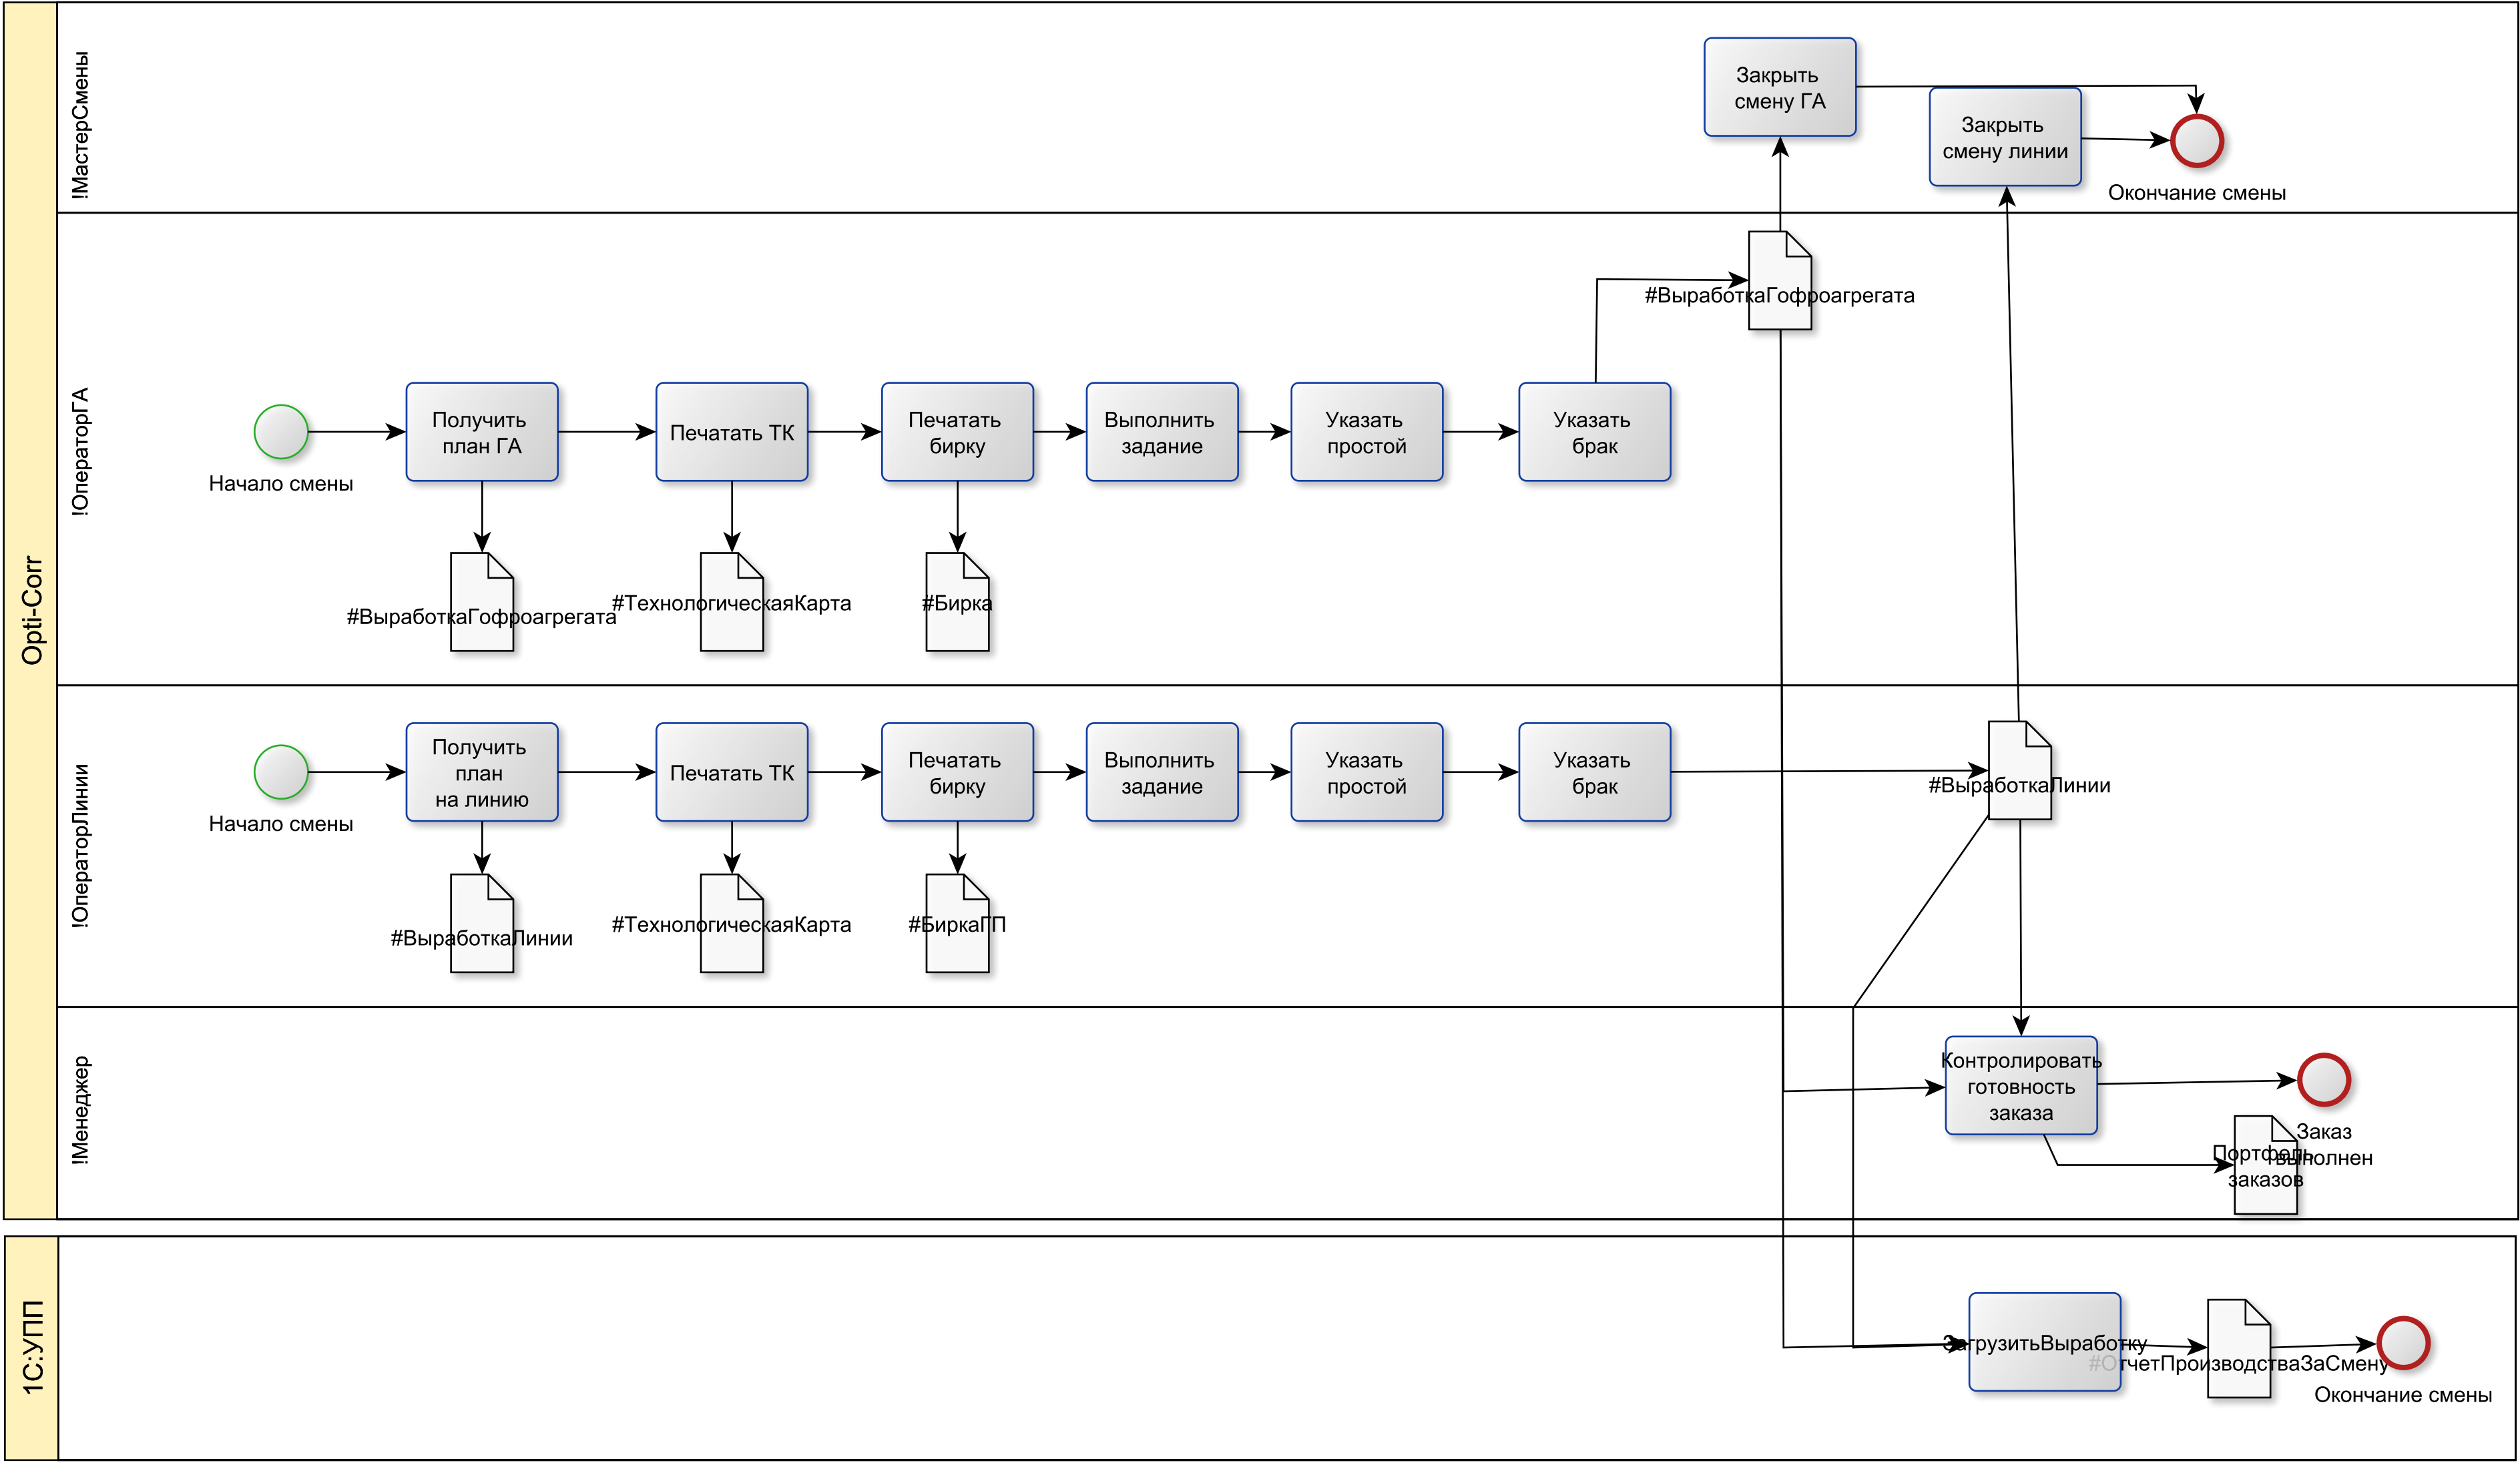 Opti-Corr
!МастерСмены
Закрыть
смену ГА
Закрыть
смену линии
Окончание смены
!ОператорГА
#ВыработкаГофроагрегата
Начало смены
Получить
план ГА
Печатать ТК
Печатать
бирку
Выполнить
задание
Указать
простой
Указать
брак
#ВыработкаГофроагрегата
#ТехнологическаяКарта
#Бирка
!ОператорЛинии
Начало смены
Получить
план
на линию
Печатать ТК
Печатать
бирку
Выполнить
задание
Указать
простой
Указать
брак
#ВыработкаЛинии
#ВыработкаЛинии
#ТехнологическаяКарта
#БиркаГП
!Менеджер
Контролировать
готовность
заказа
Заказ
выполнен
Портфель
заказов
1С:УПП
ЗагрузитьВыработку
#ОтчетПроизводстваЗаСмену
Окончание смены